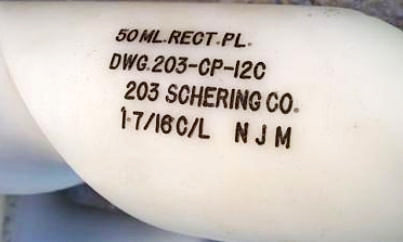 50 ML. RECT. PL.
DWG. 203-CP-12C
203 SCHERING CO.
1-7/16 C/L N J M